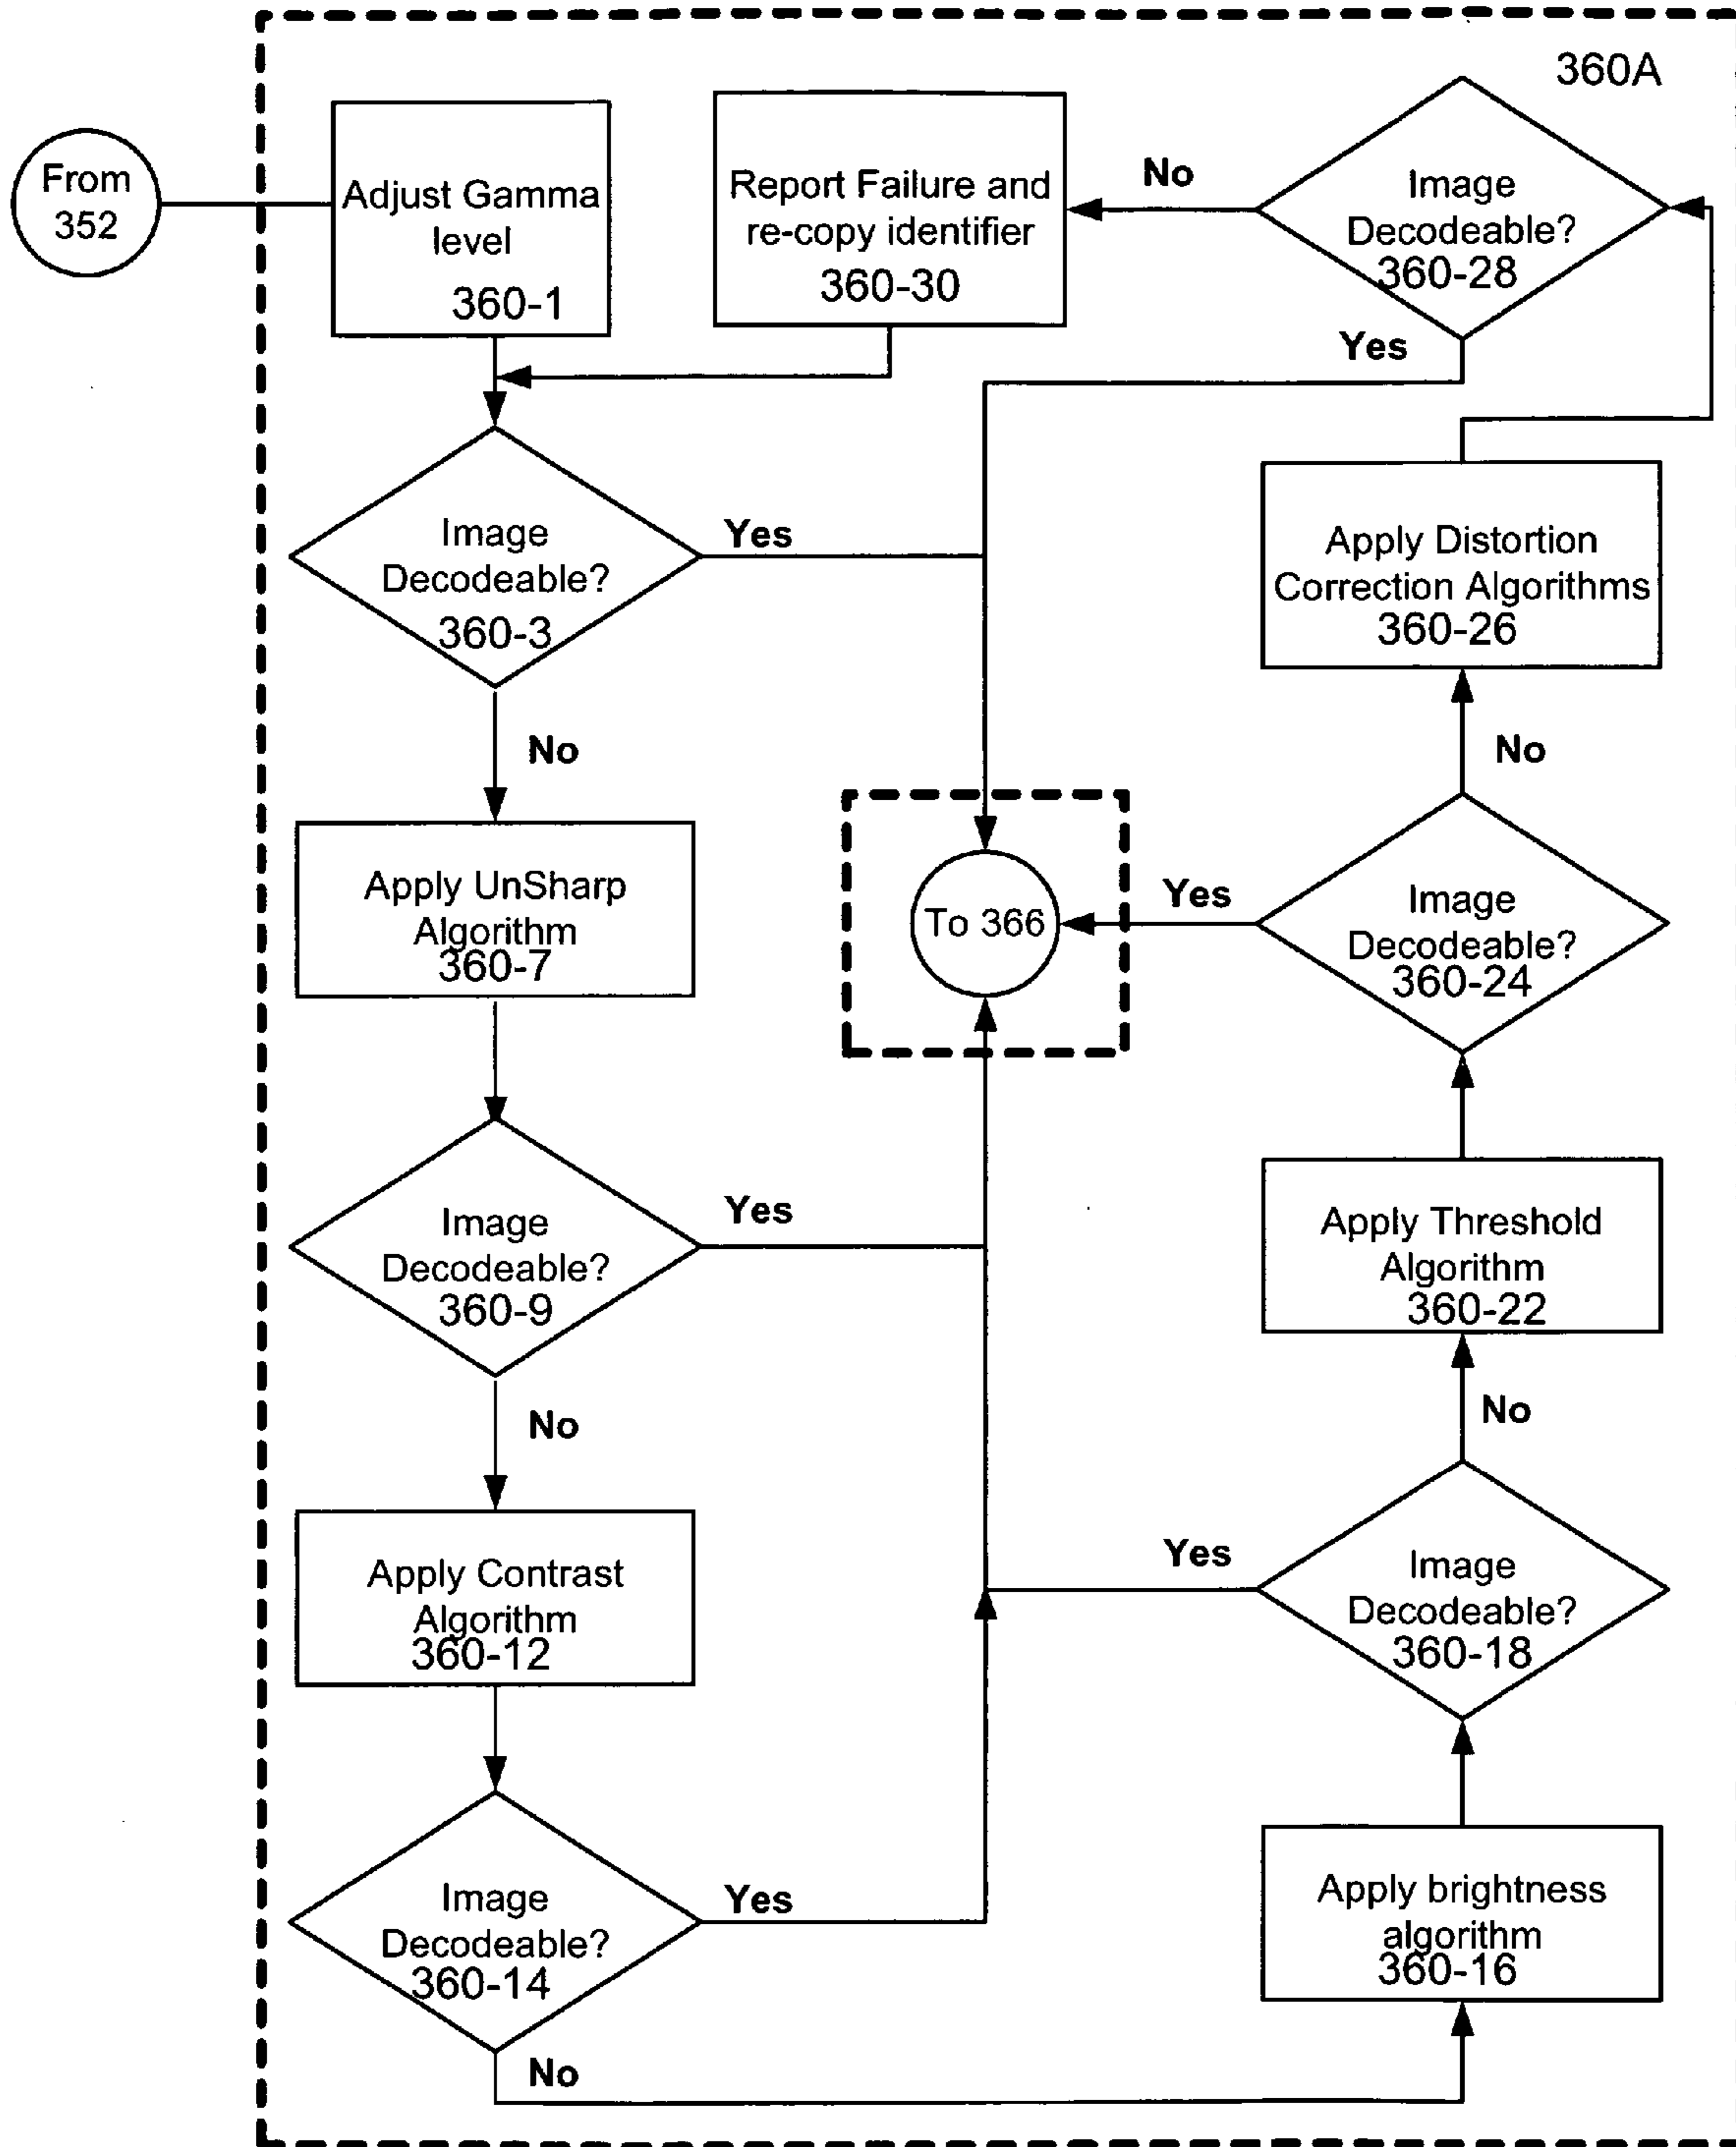 360A
From
352
Adjust Gamma
level
360-1
Report Failure and
re-copy identifier
360-30
No
Image
Decodeable?
360-28
Yes
Image
Decodeable?
360-3
Yes
No
Apply Distortion
Correction Algorithms
360-26
No
Apply UnSharp
Algorithm
360-7
To 366
Yes
Image
Decodeable?
360-24
Image
Decodeable?
360-9
Yes
No
Apply Threshold
Algorithm
360-22
No
Apply Contrast
Algorithm
360-12
Yes
Image
Decodeable?
360-18
Image
Decodeable?
360-14
Yes
No
Apply brightness
algorithm
360-16